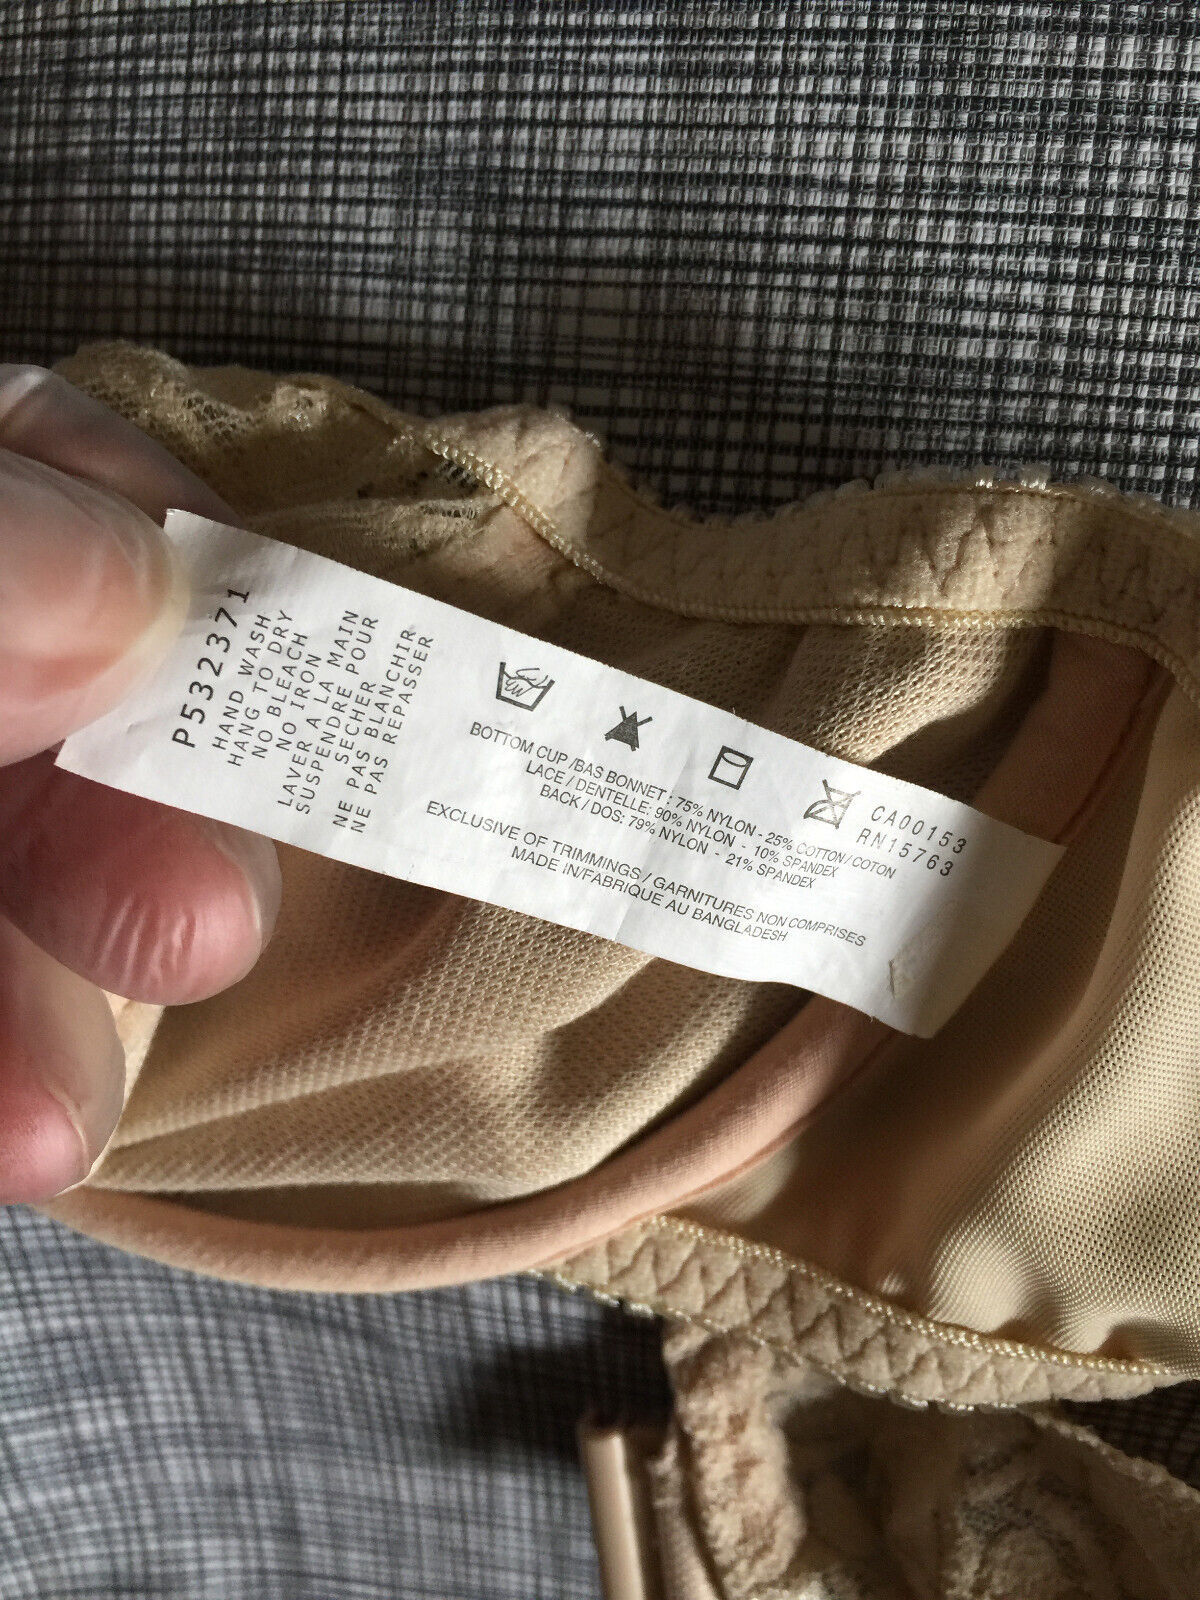 P532371
HAND WASH
HANG TO DRY
NO BLEACH
NO IRON
LAVER A LA MAIN
SUSPENDRE POUR
SECHER
NE PAS BLANCHIR
NE PAS REPASSER
BOTTOM CUP /BAS BONNET : 75% NYLON - 25% COTTON/COTON
LACE / DENTELLE: 90% NYLON - 10% SPANDEX
BACK / DOS: 79% NYLON - 21% SPANDEX
EXCLUSIVE OF TRIMMINGS / GARNITURES NON COMPRISES
MADE IN/FABRIQUE AU BANGLADESH
CA00153
RN15763